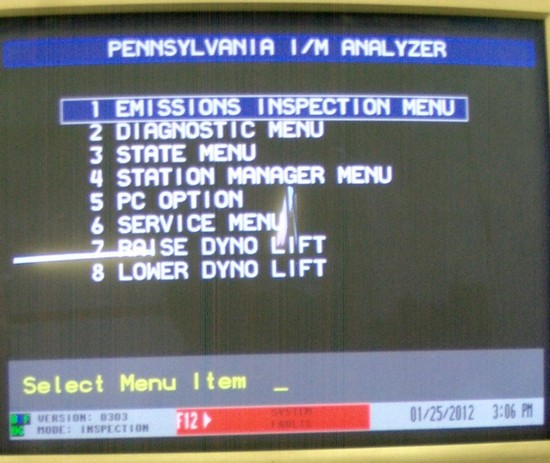 PENNSYLVANIA I/M ANALYZER
1 EMISSIONS INSPECTION MENU
2 DIAGNOSTIC MENU
3 STATE MENU
4 STATION MANAGER MENU
5 PC OPTION
6 SERVICE MENU
7 RAISE DYNO LIFT
8 LOWER DYNO LIFT
Select Menu Item _
VERSION: 0303
MODE: INSPECTION
F12
SYSTEM
FAULTS
01/25/2012 3:06 PM